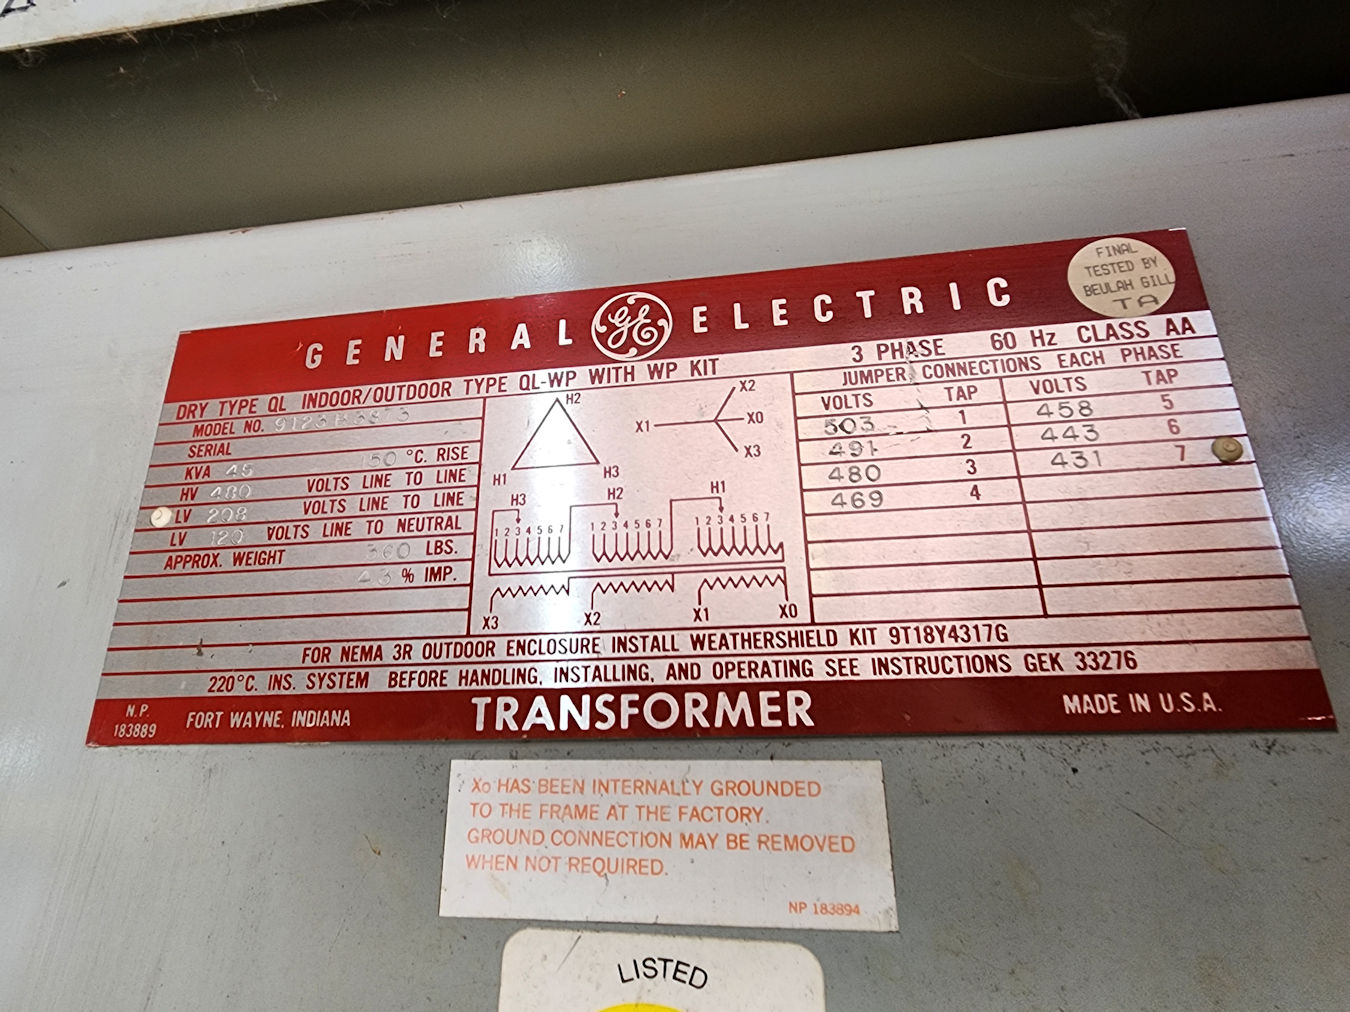 GENERAL GE ELECTRIC
FINAL
TESTED BY
BEULAH GILL
TA
3 PHASE 60 Hz CLASS AA
DRY TYPE QL INDOOR/OUTDOOR TYPE QL-WP WITH WP KIT
JUMPER CONNECTIONS EACH PHASE
MODEL NO.
SERIAL
KVA 45 150 °C. RISE
HV 480 VOLTS LINE TO LINE
LV 208 VOLTS LINE TO LINE
LV 120 VOLTS LINE TO NEUTRAL
APPROX. WEIGHT 360 LBS.
% IMP.
H2
H1 H3
X2
X1 X0
X3
H3 H2 H1
1 2 3 4 5 6 7 1 2 3 4 5 6 7 1 2 3 4 5 6 7
X3 X2 X1 X0
VOLTS TAP VOLTS TAP
503 1 458 5
491 2 443 6
480 3 431 7
469 4
FOR NEMA 3R OUTDOOR ENCLOSURE INSTALL WEATHERSHIELD KIT 9T18Y4317G
220°C. INS. SYSTEM BEFORE HANDLING, INSTALLING, AND OPERATING SEE INSTRUCTIONS GEK 33276
N.P.
183889
FORT WAYNE, INDIANA TRANSFORMER MADE IN U.S.A.
Xo HAS BEEN INTERNALLY GROUNDED
TO THE FRAME AT THE FACTORY.
GROUND CONNECTION MAY BE REMOVED
WHEN NOT REQUIRED.
NP 183894
LISTED